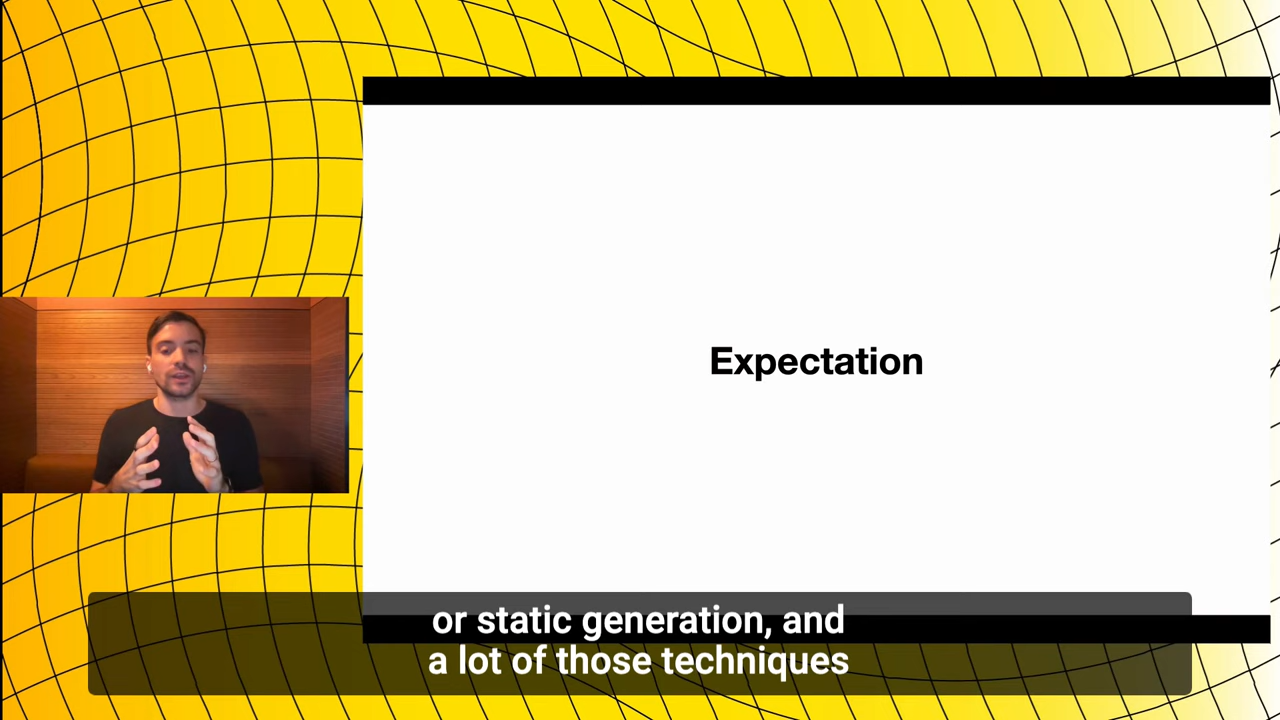 Expectation
or static generation, and
a lot of those techniques